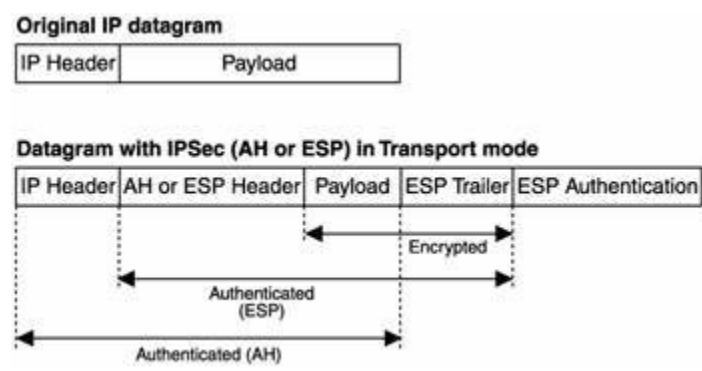 Original IP datagram
IP Header Payload
Datagram with IPSec (AH or ESP) in Transport mode
IP Header AH or ESP Header Payload ESP Trailer ESP Authentication
Encrypted
Authenticated
(ESP)
Authenticated (AH)